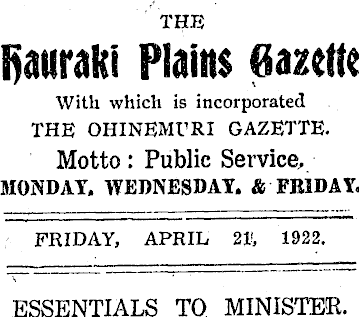 THE
Hauraki Plains Gazette
With which is incorporated
THE OHINEMURI GAZETTE.
Motto: Public Service.
MONDAY, WEDNESDAY, & FRIDAY.
FRIDAY, APRIL 21, 1922.
ESSENTIALS TO MINISTER.